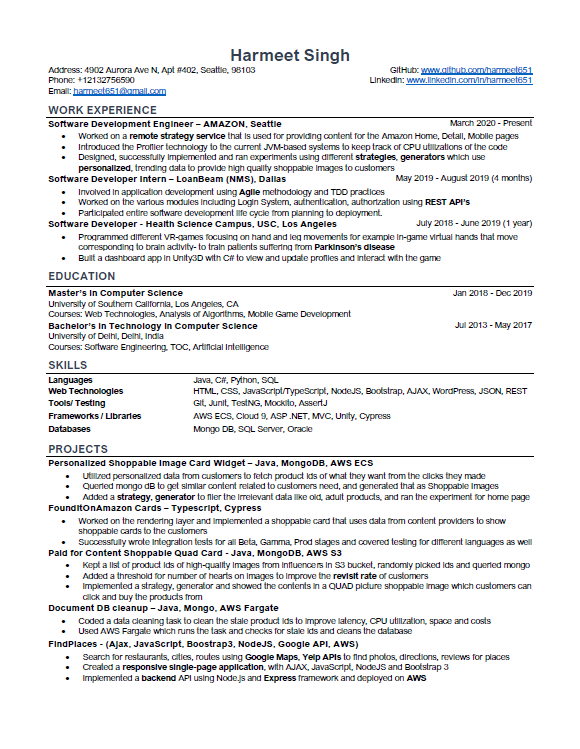 Harmeet Singh
Address: 4902 Aurora Ave N, Apt #402, Seattle, 98103 GitHub: www.github.com/harmeet651
Phone: +12132756590 Linkedin: www.linkedin.com/in/harmeet651
Email: harmeet651@gmail.com
WORK EXPERIENCE
Software Development Engineer – AMAZON, Seattle March 2020 - Present
• Worked on a remote strategy service that is used for providing content for the Amazon Home, Detail, Mobile pages
• Introduced the Profiler technology to the current JVM-based systems to keep track of CPU utilizations of the code
• Designed, successfully implemented and ran experiments using different strategies, generators which use
personalized, trending data to provide high quality shoppable images to customers
Software Developer Intern – LoanBeam (NMS), Dallas May 2019 - August 2019 (4 months)
• Involved in application development using Agile methodology and TDD practices
• Worked on the various modules including Login System, authentication, authorization using REST API's
• Participated entire software development life cycle from planning to deployment.
Software Developer - Health Science Campus, USC, Los Angeles July 2018 - June 2019 (1 year)
• Programmed different VR-games focusing on hand and leg movements for example in-game virtual hands that move
corresponding to brain activity- to train patients suffering from Parkinson's disease
• Built a dashboard app in Unity3D with C# to view and update profiles and interact with the game
EDUCATION
Master's in Computer Science Jan 2018 - Dec 2019
University of Southern California, Los Angeles, CA
Courses: Web Technologies, Analysis of Algorithms, Mobile Game Development
Bachelor's in Technology in Computer Science Jul 2013 - May 2017
University of Delhi, Delhi, India
Courses: Software Engineering, TOC, Artificial Intelligence
SKILLS
Languages Java, C#, Python, SQL
Web Technologies HTML, CSS, JavaScript/TypeScript, NodeJS, Bootstrap, AJAX, WordPress, JSON, REST
Tools/ Testing Git, Junit, TestNG, Mockito, AssertJ
Frameworks / Libraries AWS ECS, Cloud 9, ASP .NET, MVC, Unity, Cypress
Databases Mongo DB, SQL Server, Oracle
PROJECTS
Personalized Shoppable Image Card Widget – Java, MongoDB, AWS ECS
• Utilized personalized data from customers to fetch product ids of what they want from the clicks they made
• Queried mongo dB to get similar content related to customers need, and generated that as Shoppable Images
• Added a strategy, generator to filer the irrelevant data like old, adult products, and ran the experiment for home page
FounditOnAmazon Cards – Typescript, Cypress
• Worked on the rendering layer and implemented a shoppable card that uses data from content providers to show
shoppable cards to the customers
• Successfully wrote integration tests for all Beta, Gamma, Prod stages and covered testing for different languages as well
Paid for Content Shoppable Quad Card - Java, MongoDB, AWS S3
• Kept a list of product ids of high-quality images from influencers in S3 bucket, randomly picked ids and queried mongo
• Added a threshold for number of hearts on images to improve the revisit rate of customers
• Implemented a strategy, generator and showed the contents in a QUAD picture shoppable image which customers can
click and buy the products from
Document DB cleanup – Java, Mongo, AWS Fargate
• Coded a data cleaning task to clean the stale product ids to improve latency, CPU utilization, space and costs
• Used AWS Fargate which runs the task and checks for stale ids and cleans the database
FindPlaces - (Ajax, JavaScript, Boostrap3, NodeJS, Google API, AWS)
• Search for restaurants, cities, routes using Google Maps, Yelp APIs to find photos, directions, reviews for places
• Created a responsive single-page application, with AJAX, JavaScript, NodeJS and Bootstrap 3
• Implemented a backend API using Node.js and Express framework and deployed on AWS